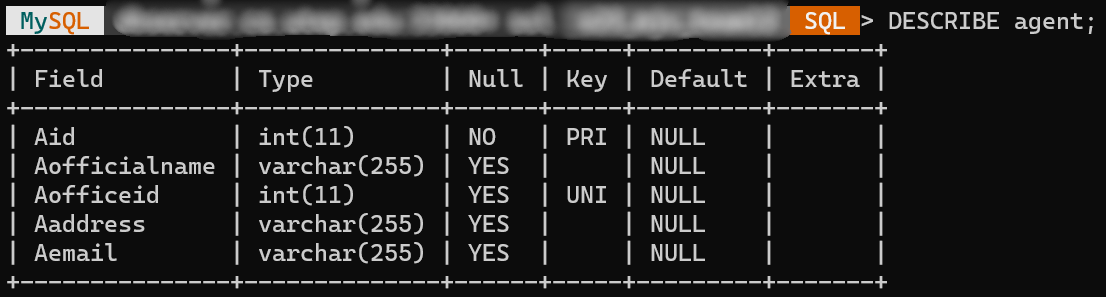 MySQL SQL > DESCRIBE agent;
+---------------+--------------+------+-----+---------+-------+
| Field         | Type         | Null | Key | Default | Extra |
+---------------+--------------+------+-----+---------+-------+
| Aid           | int(11)      | NO   | PRI | NULL    |       |
| Aofficialname | varchar(255) | YES  |     | NULL    |       |
| Aofficeid     | int(11)      | YES  | UNI | NULL    |       |
| Aaddress      | varchar(255) | YES  |     | NULL    |       |
| Aemail        | varchar(255) | YES  |     | NULL    |       |
+---------------+--------------+------+-----+---------+-------+